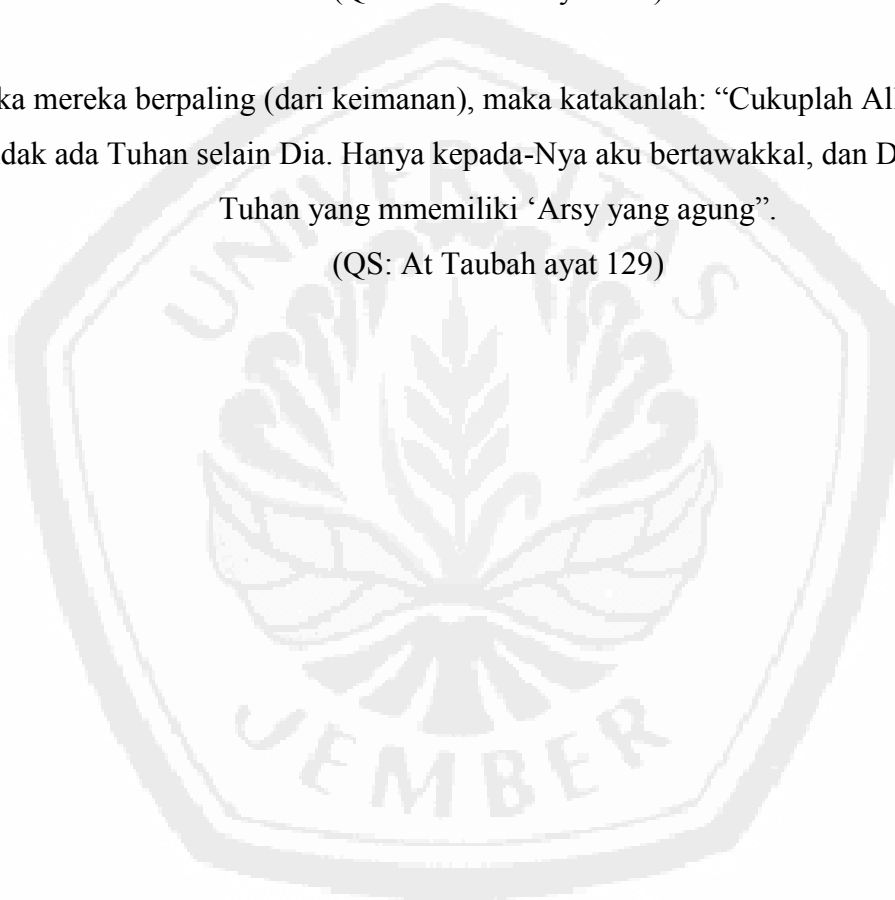 ka mereka berpaling (dari keimanan), maka katakanlah: “Cukuplah
dak ada Tuhan selain Dia. Hanya kepada-Nya aku bertawakkal, dan
Tuhan yang mmemiliki ‘Arsy yang agung”.
(QS: At Taubah ayat 129)
UNIVERSITAS
JEMBER